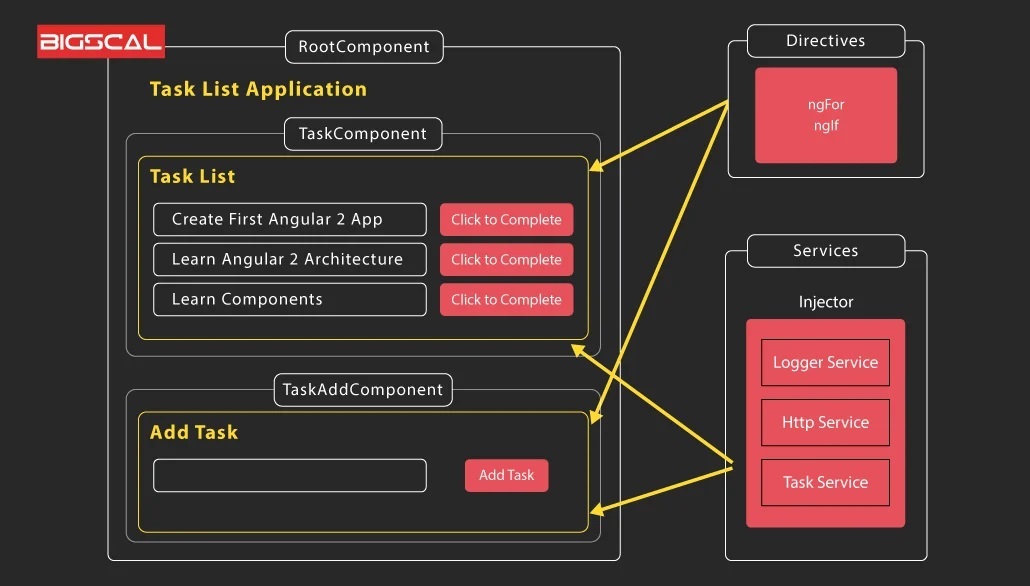 BIGSCAL
RootComponent
Task List Application
TaskComponent
Task List
Create First Angular 2 App
Click to Complete
Learn Angular 2 Architecture
Click to Complete
Learn Components
Click to Complete
TaskAddComponent
Add Task
Add Task
Directives
ngFor
ngIf
Services
Injector
Logger Service
Http Service
Task Service